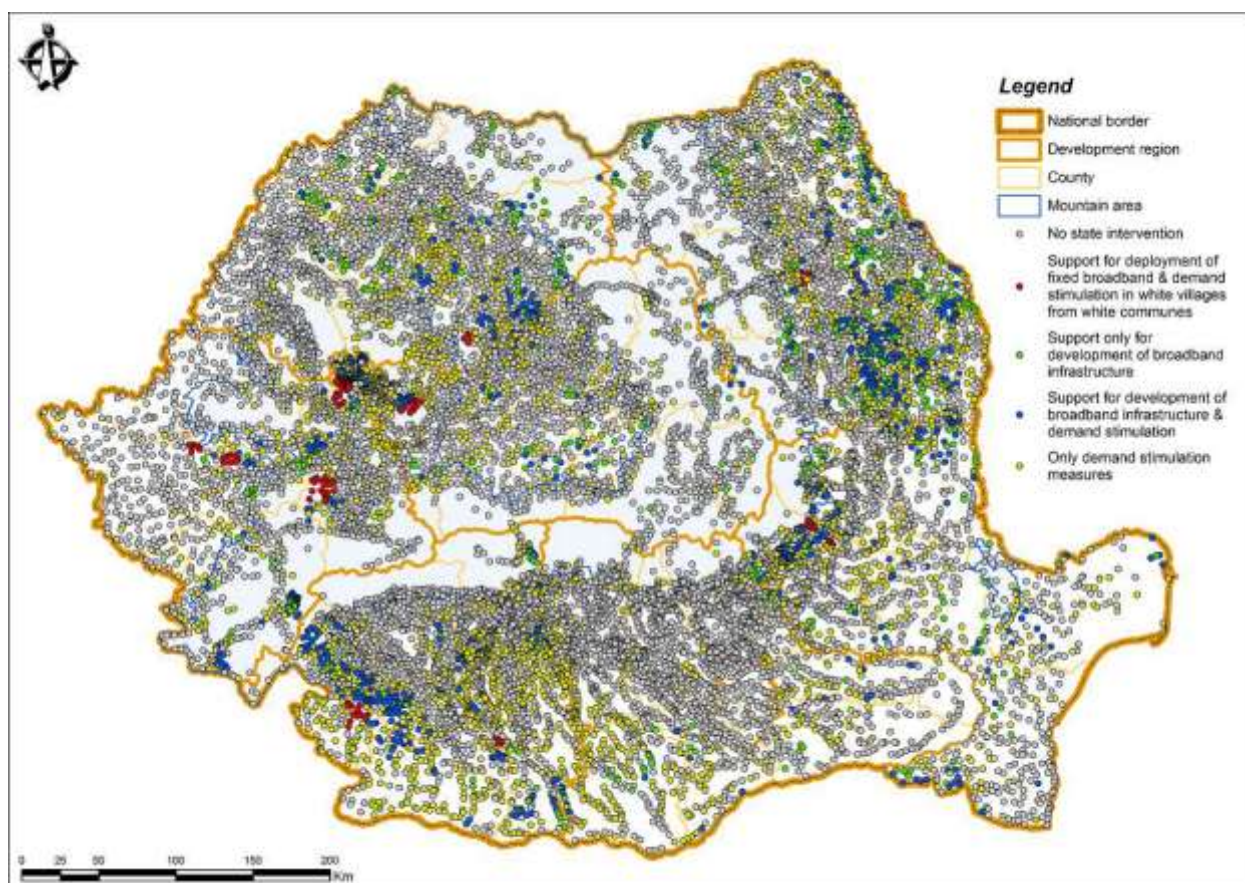 Legend
National border
Development region
County
Mountain area
No state intervention
Support for deployment of
fixed broadband & demand
stimulation in white villages
from white communes
Support only for
development of broadband
infrastructure
Support for development of
broadband infrastructure &
demand stimulation
Only demand stimulation
measures
0 25 50 100 150 200
Km